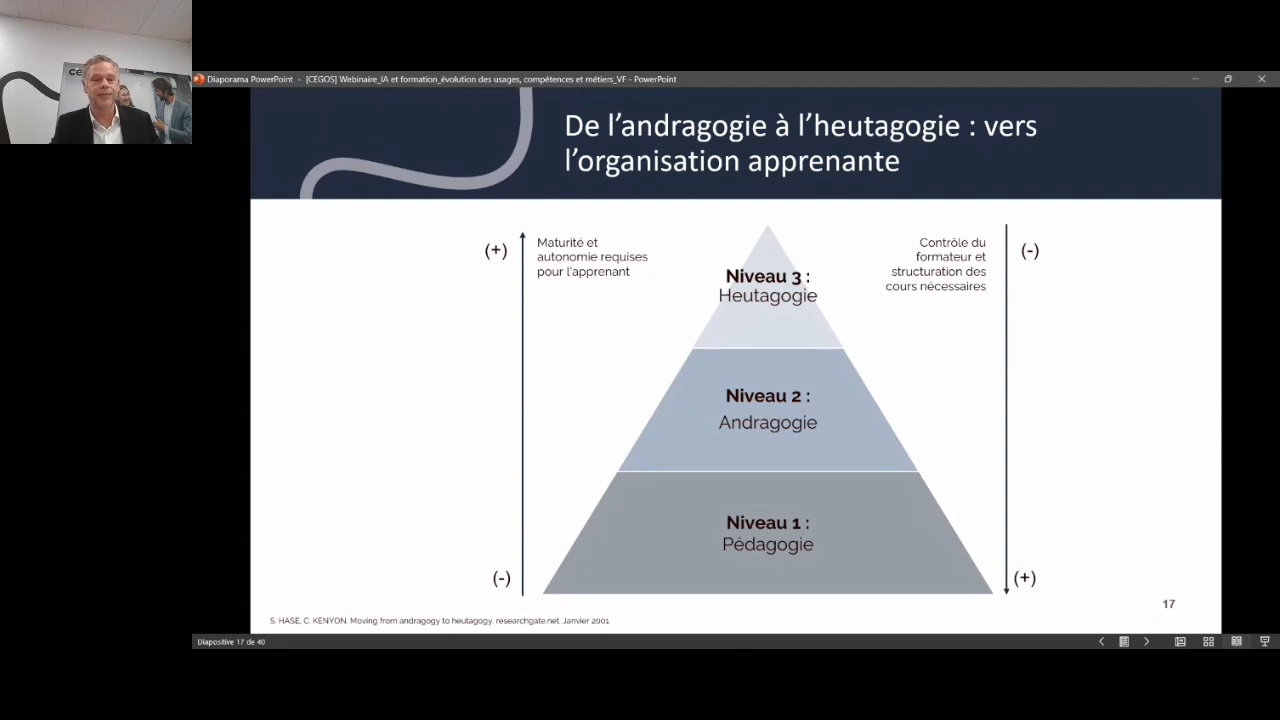 ce
Diaporama PowerPoint - [CEGOS] Webinaire_IA et formation_évolution des usages, compétences et métiers_VF - PowerPoint
De l'andragogie à l'heutagogie : vers
l'organisation apprenante
(+)
Maturité et
autonomie requises
pour l'apprenant
Contrôle du
formateur et
structuration des
cours nécessaires
(-)
Niveau 3 :
Heutagogie
Niveau 2 :
Andragogie
Niveau 1 :
Pédagogie
(-)
(+)
17
S. HASE, C. KENYON. Moving from andragogy to heutagogy. researchgate.net. Janvier 2001
Diapositive 17 de 40